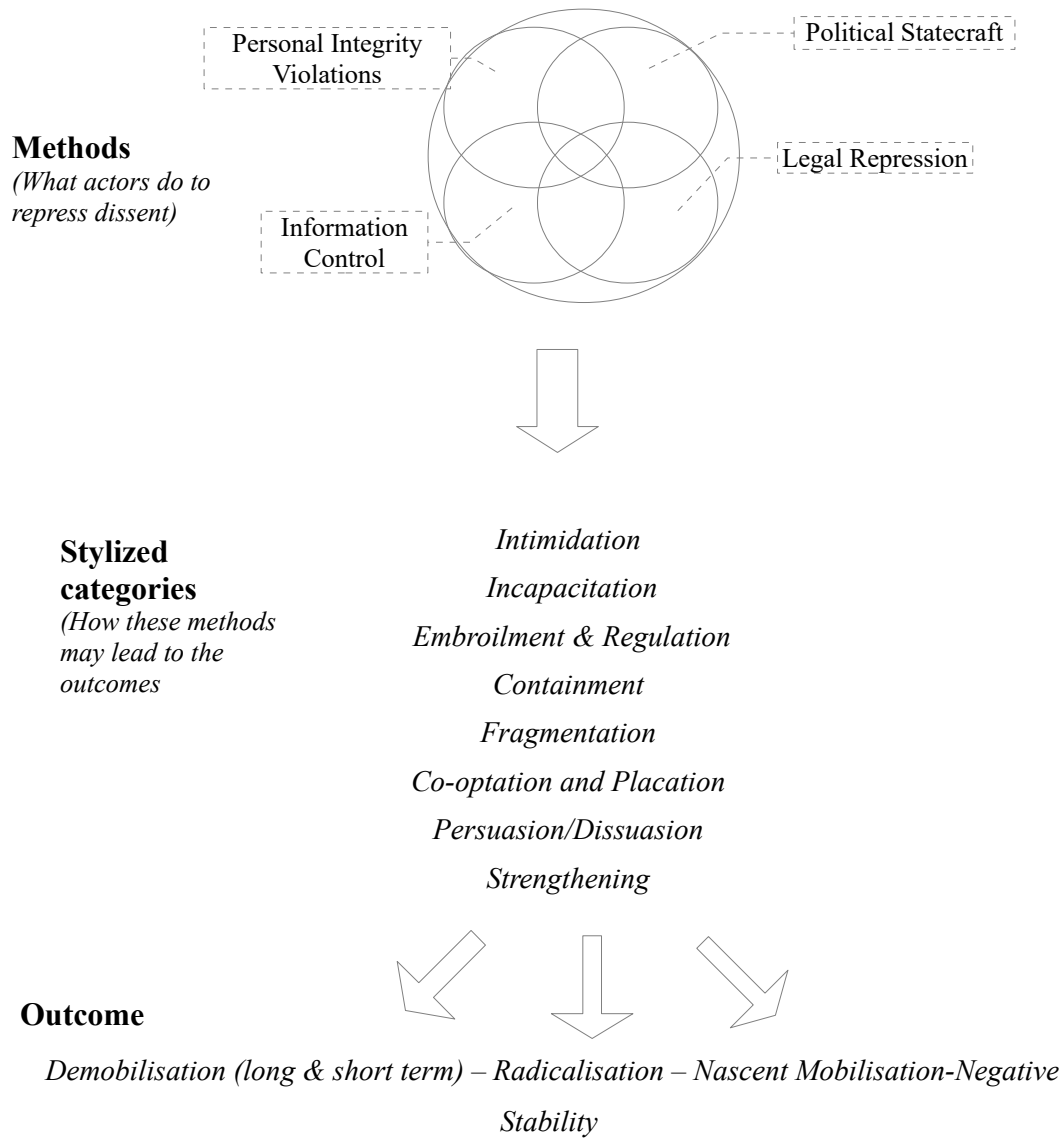 Personal Integrity
Violations
Political Statecraft
Methods
(What actors do to
repress dissent)
Legal Repression
Information
Control
Stylized
categories
(How these methods
may lead to the
outcomes
Intimidation
Incapacitation
Embroilment & Regulation
Containment
Fragmentation
Co-optation and Placation
Persuasion/Dissuasion
Strengthening
Outcome
Demobilisation (long & short term) – Radicalisation – Nascent Mobilisation-Negative
Stability